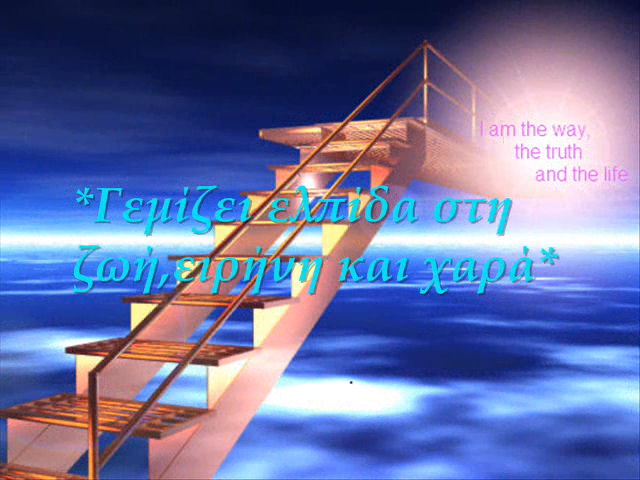 I am the way,
the truth
and the life
*Γεμίζει ελπίδα στη
ζωή,ειρήνη και χαρά*